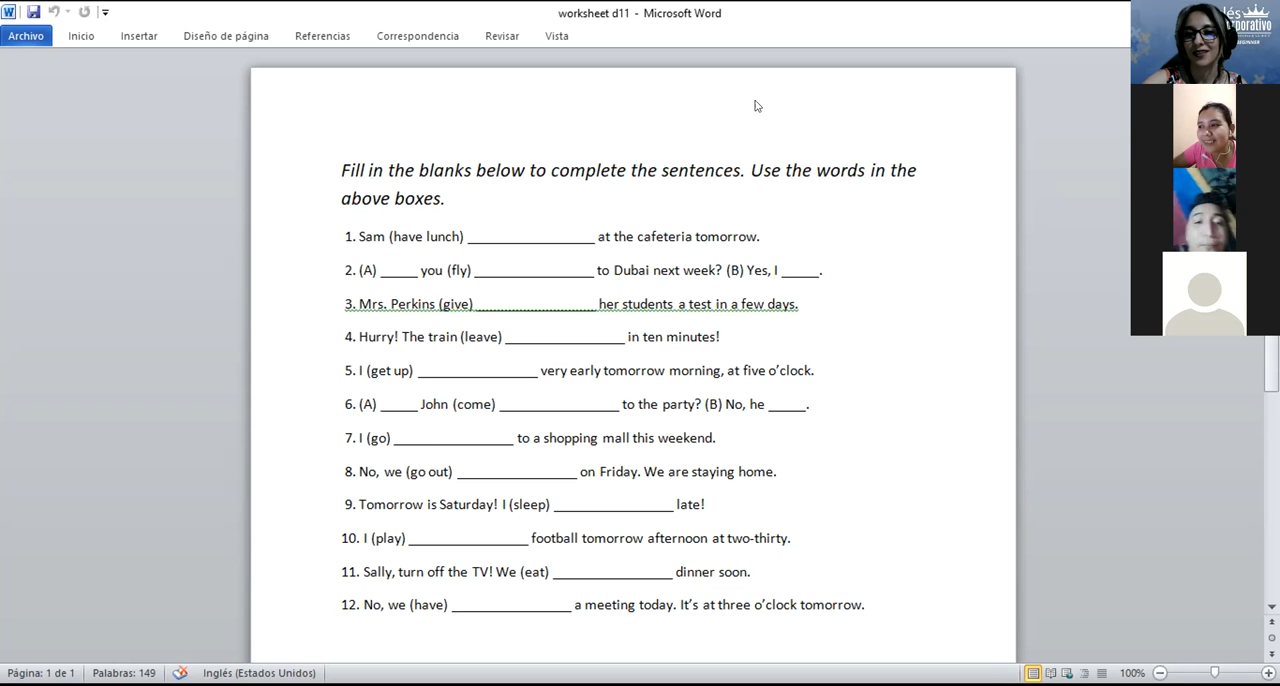 worksheet d11 - Microsoft Word
Archivo Inicio Insertar Diseño de página Referencias Correspondencia Revisar Vista
Fill in the blanks below to complete the sentences. Use the words in the
above boxes.
1. Sam (have lunch) _________________ at the cafeteria tomorrow.
2. (A) _____ you (fly) ________________ to Dubai next week? (B) Yes, I _____.
3. Mrs. Perkins (give) ________________ her students a test in a few days.
4. Hurry! The train (leave) ________________ in ten minutes!
5. I (get up) ________________ very early tomorrow morning, at five o’clock.
6. (A) _____ John (come) ________________ to the party? (B) No, he _____.
7. I (go) ________________ to a shopping mall this weekend.
8. No, we (go out) ________________ on Friday. We are staying home.
9. Tomorrow is Saturday! I (sleep) ________________ late!
10. I (play) ________________ football tomorrow afternoon at two-thirty.
11. Sally, turn off the TV! We (eat) ________________ dinner soon.
12. No, we (have) ________________ a meeting today. It’s at three o’clock tomorrow.
Página: 1 de 1 Palabras: 149 Inglés (Estados Unidos) 100%
BEGINNER